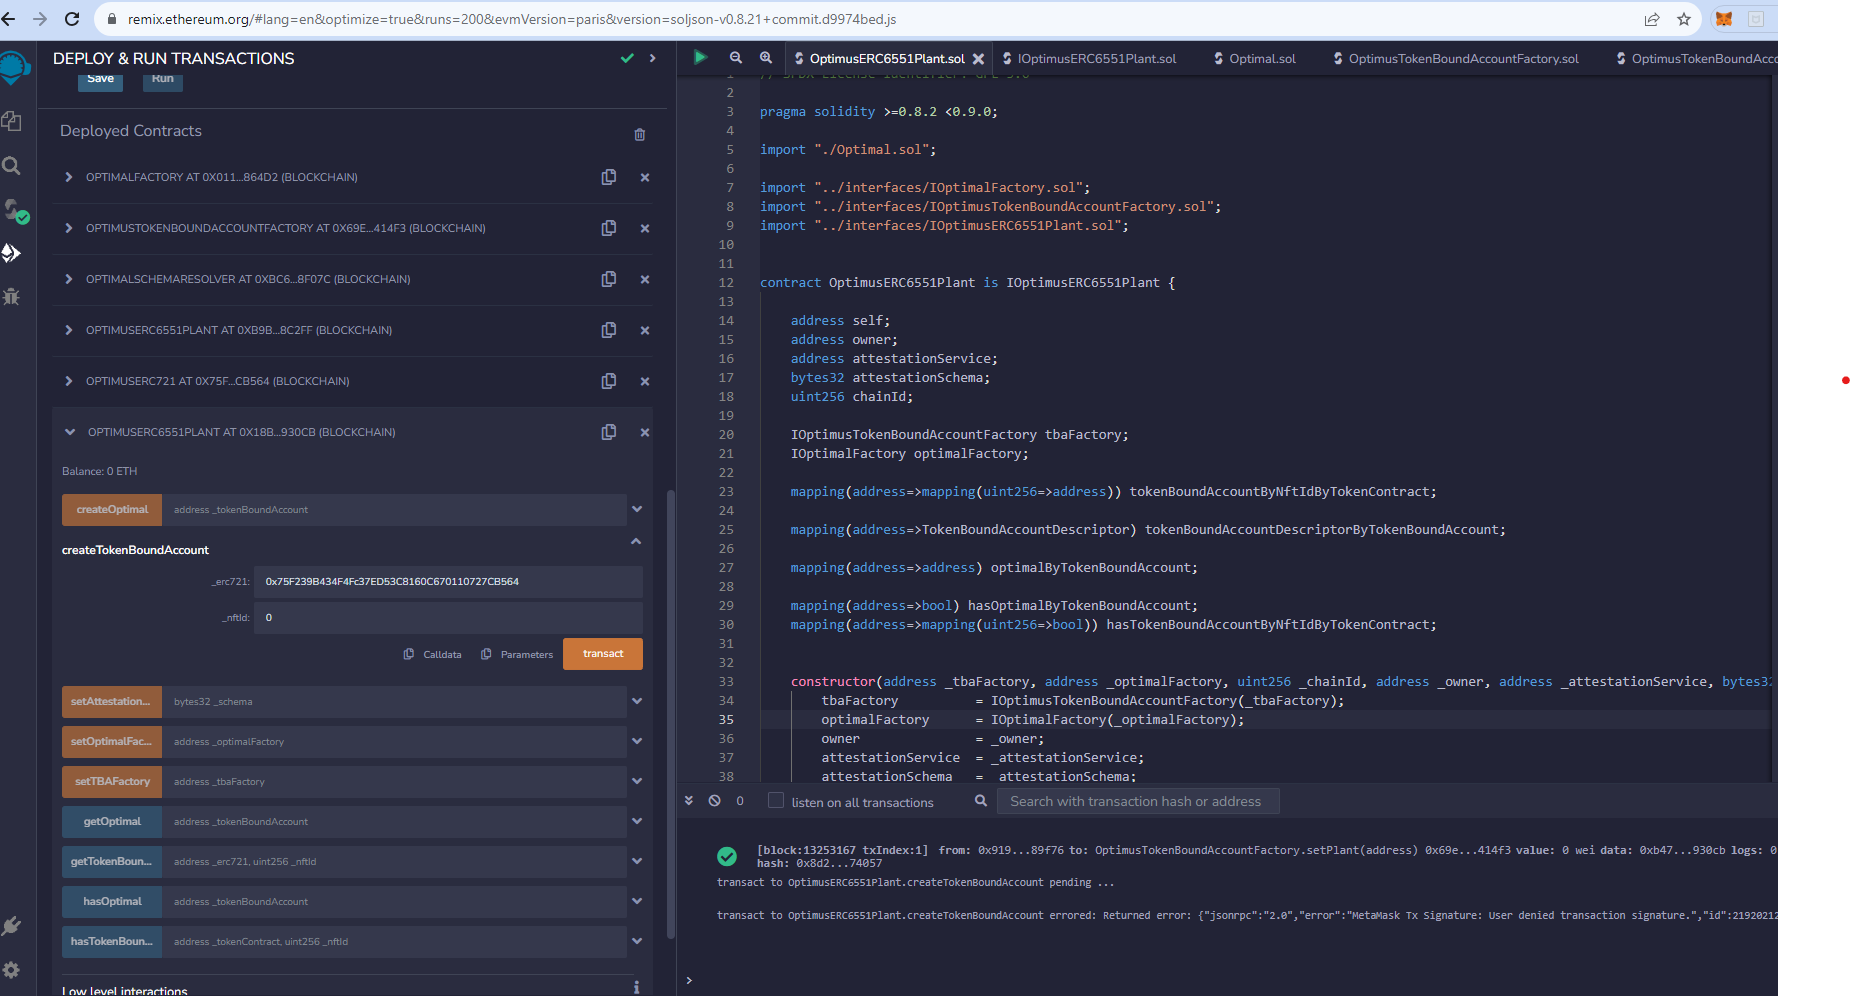 remix.ethereum.org/#lang=en&optimize=true&runs=200&evmVersion=paris&version=soljson-v0.8.21+commit.d9974bed.js
DEPLOY & RUN TRANSACTIONS
Save
Run
Deployed Contracts
OPTIMALFACTORY AT 0X011...864D2 (BLOCKCHAIN)
OPTIMUSTOKENBOUNDACCOUNTFACTORY AT 0X69E...414F3 (BLOCKCHAIN)
OPTIMALSCHEMARESOLVER AT 0XBC6...8F07C (BLOCKCHAIN)
OPTIMUSERC6551PLANT AT 0XB9B...8C2FF (BLOCKCHAIN)
OPTIMUSERC721 AT 0X75F...CB564 (BLOCKCHAIN)
OPTIMUSERC6551PLANT AT 0X18B...930CB (BLOCKCHAIN)
Balance: 0 ETH
createOptimal address _tokenBoundAccount
createTokenBoundAccount
_erc721: 0x75F239B434F4Fc37ED53C8160C670110727CB564
_nftId: 0
Calldata Parameters transact
setAttestation... bytes32 _schema
setOptimalFac... address _optimalFactory
setTBAFactory address _tbaFactory
getOptimal address _tokenBoundAccount
getTokenBoun... address _erc721, uint256 _nftId
hasOptimal address _tokenBoundAccount
hasTokenBoun... address _tokenContract, uint256 _nftId
Low level interactions
OptimusERC6551Plant.sol
IOptimusERC6551Plant.sol
Optimal.sol
OptimusTokenBoundAccountFactory.sol
OptimusTokenBoundAcco
1 // SPDX-License-Identifier: GPL-3.0
2
3 pragma solidity >=0.8.2 <0.9.0;
4
5 import "./Optimal.sol";
6
7 import "../interfaces/IOptimalFactory.sol";
8 import "../interfaces/IOptimusTokenBoundAccountFactory.sol";
9 import "../interfaces/IOptimusERC6551Plant.sol";
10
11
12 contract OptimusERC6551Plant is IOptimusERC6551Plant {
13
14 address self;
15 address owner;
16 address attestationService;
17 bytes32 attestationSchema;
18 uint256 chainId;
19
20 IOptimusTokenBoundAccountFactory tbaFactory;
21 IOptimalFactory optimalFactory;
22
23 mapping(address=>mapping(uint256=>address)) tokenBoundAccountByNftIdByTokenContract;
24
25 mapping(address=>TokenBoundAccountDescriptor) tokenBoundAccountDescriptorByTokenBoundAccount;
26
27 mapping(address=>address) optimalByTokenBoundAccount;
28
29 mapping(address=>bool) hasOptimalByTokenBoundAccount;
30 mapping(address=>mapping(uint256=>bool)) hasTokenBoundAccountByNftIdByTokenContract;
31
32
33 constructor(address _tbaFactory, address _optimalFactory, uint256 _chainId, address _owner, address _attestationService, bytes32
34 tbaFactory = IOptimusTokenBoundAccountFactory(_tbaFactory);
35 optimalFactory = IOptimalFactory(_optimalFactory);
36 owner = _owner;
37 attestationService = _attestationService;
38 attestationSchema = _attestationSchema;
0 listen on all transactions Search with transaction hash or address
[block:13253167 txIndex:1] from: 0x919...89f76 to: OptimusTokenBoundAccountFactory.setPlant(address) 0x69e...414f3 value: 0 wei data: 0xb47...930cb logs: 0
hash: 0x8d2...74057
transact to OptimusERC6551Plant.createTokenBoundAccount pending ...
transact to OptimusERC6551Plant.createTokenBoundAccount errored: Returned error: {"jsonrpc":"2.0","error":"MetaMask Tx Signature: User denied transaction signature.","id":21920212
>